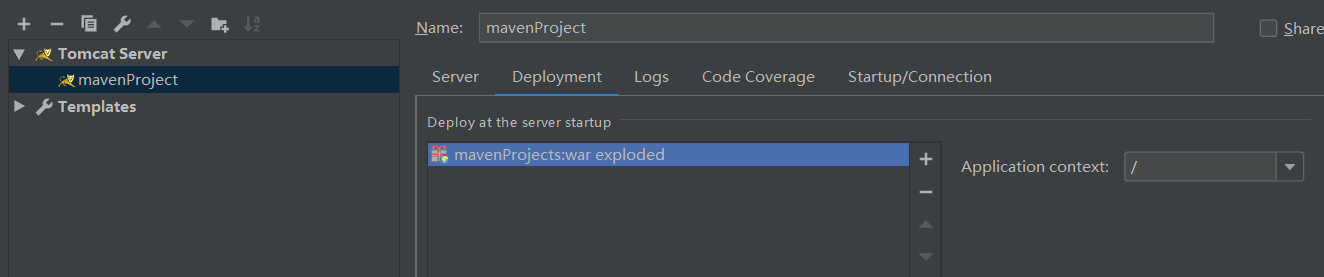 Name: mavenProject Share
Tomcat Server
mavenProject
Templates
Server Deployment Logs Code Coverage Startup/Connection
Deploy at the server startup
mavenProjects:war exploded
Application context: /